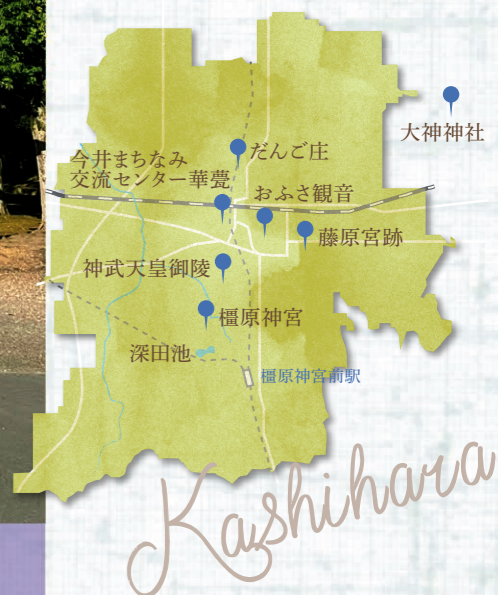 大神神社
だんご庄
今井まちなみ
交流センター華甍
おふさ観音
藤原宮跡
神武天皇御陵
橿原神宮
深田池
橿原神宮前駅
Kashihara